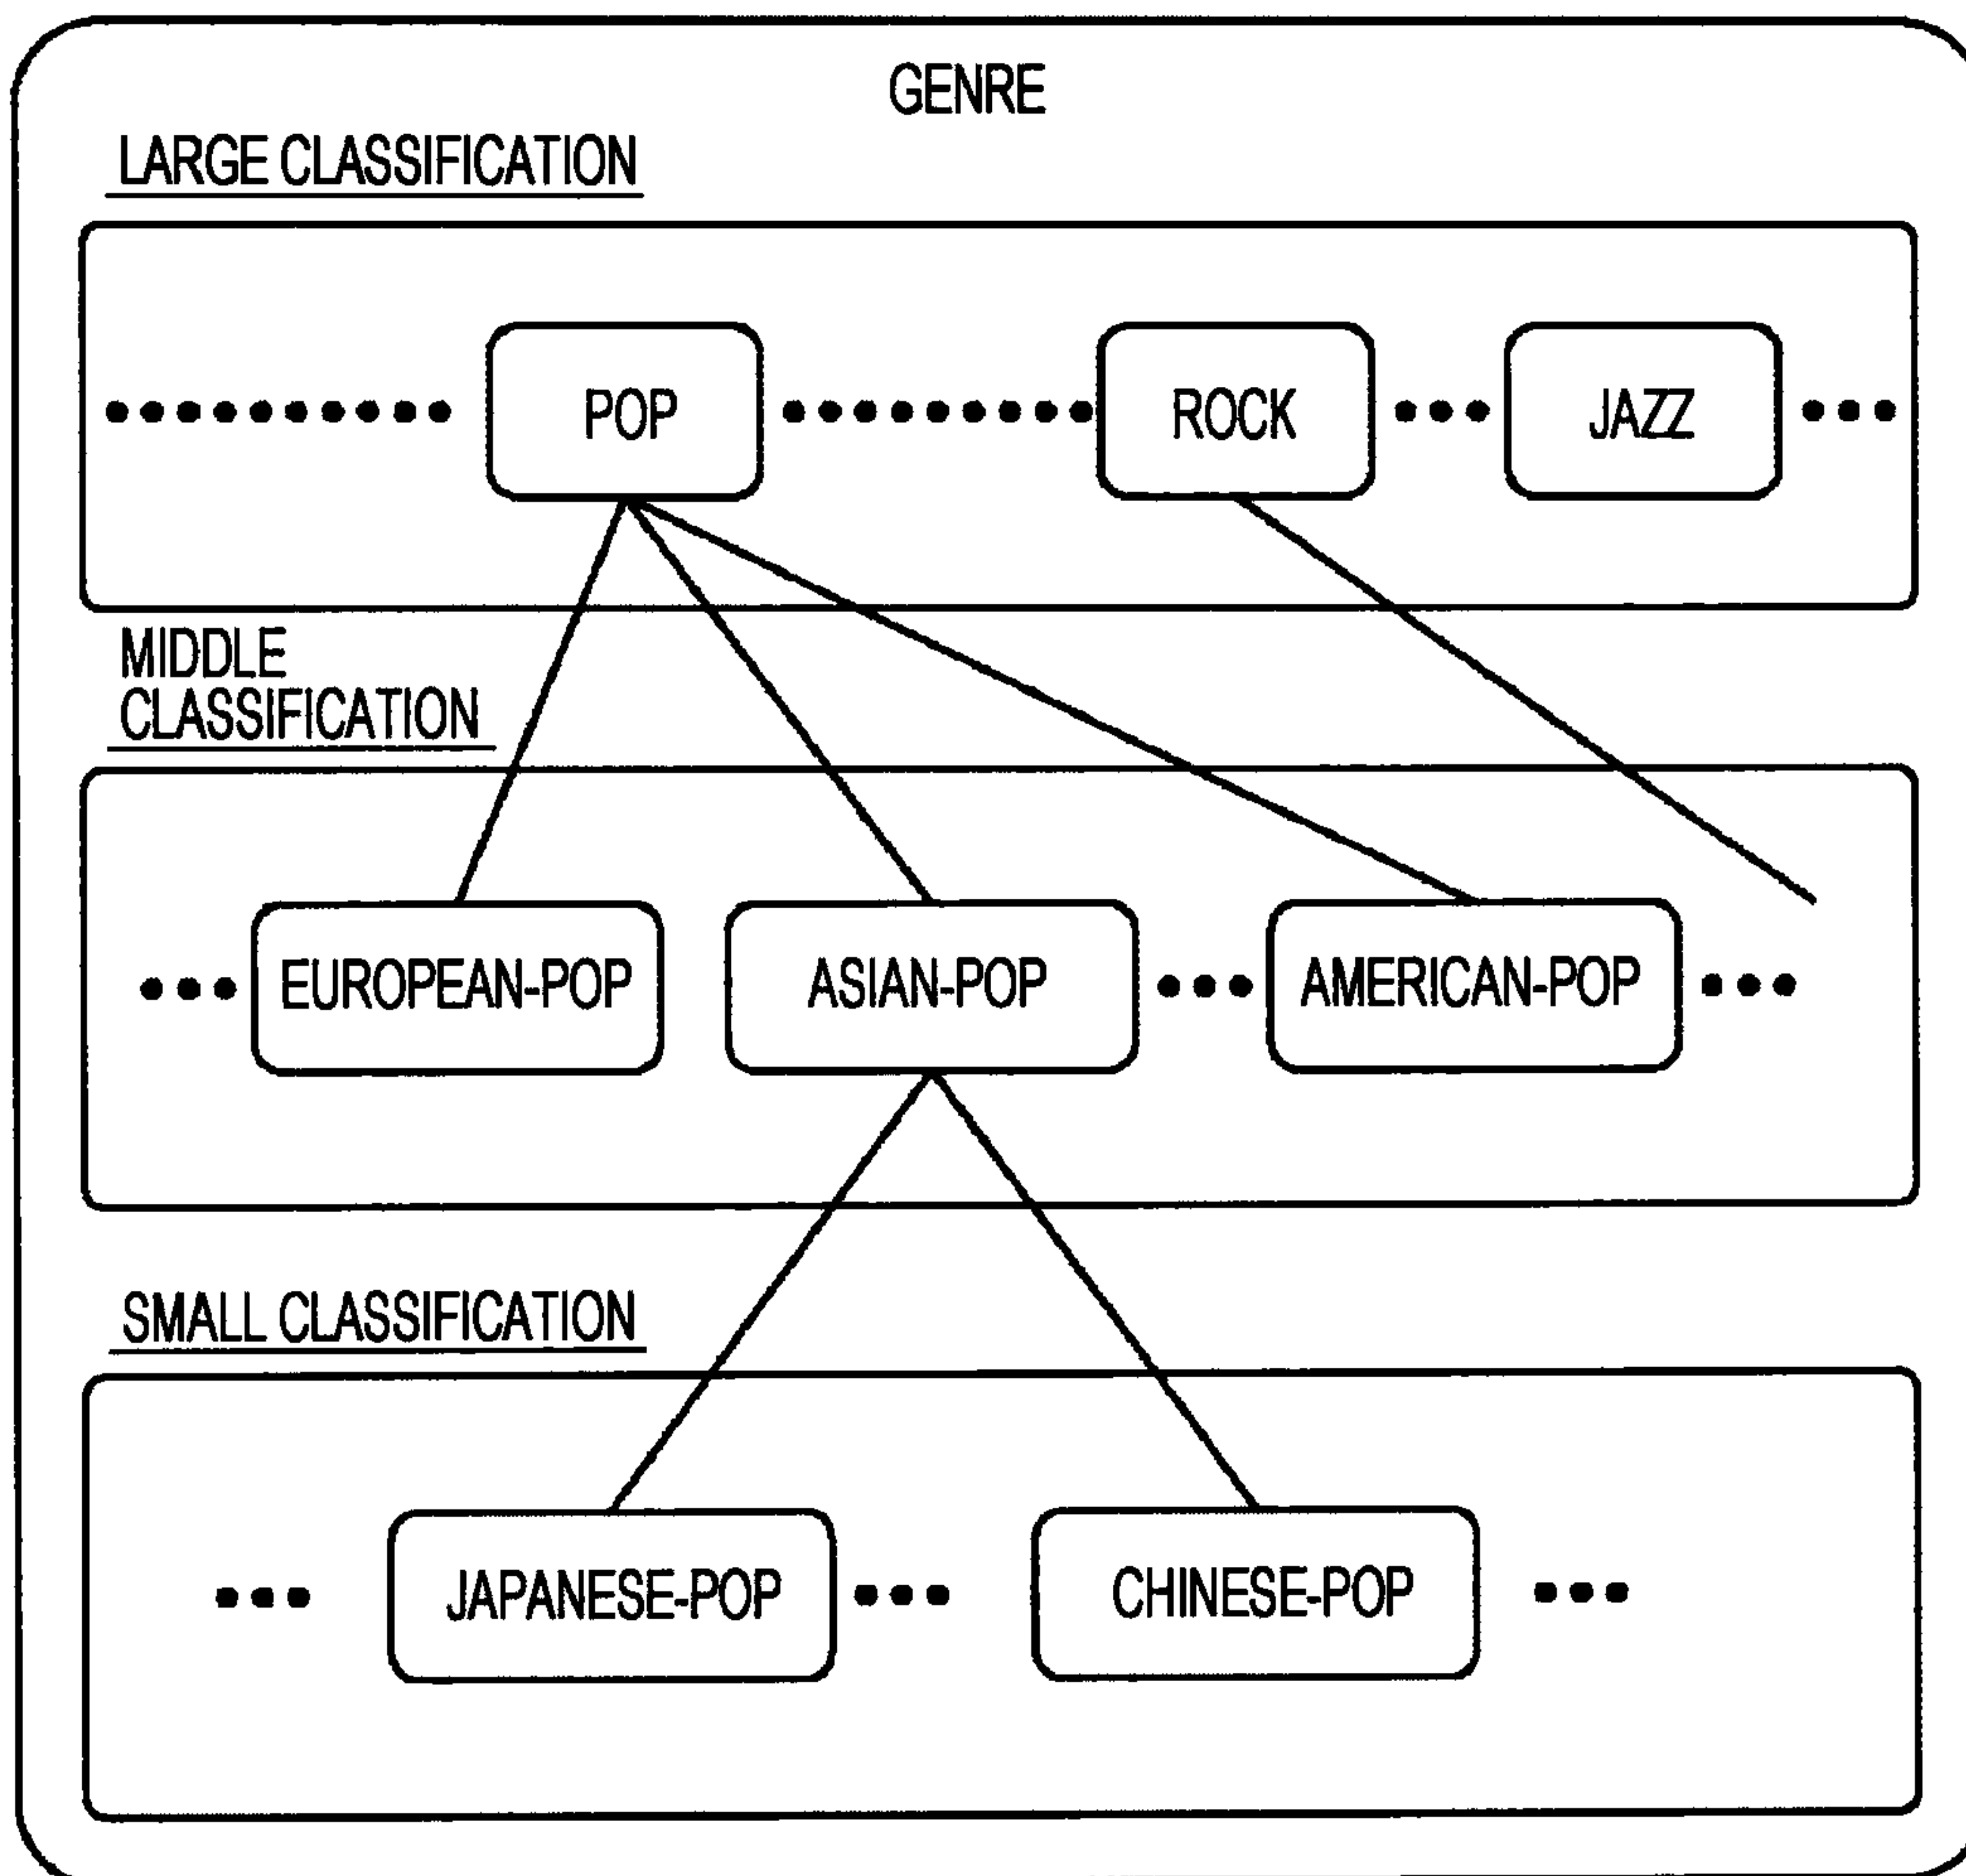 GENRE
LARGE CLASSIFICATION
POP ROCK JAZZ
MIDDLE
CLASSIFICATION
EUROPEAN-POP ASIAN-POP AMERICAN-POP
SMALL CLASSIFICATION
JAPANESE-POP CHINESE-POP